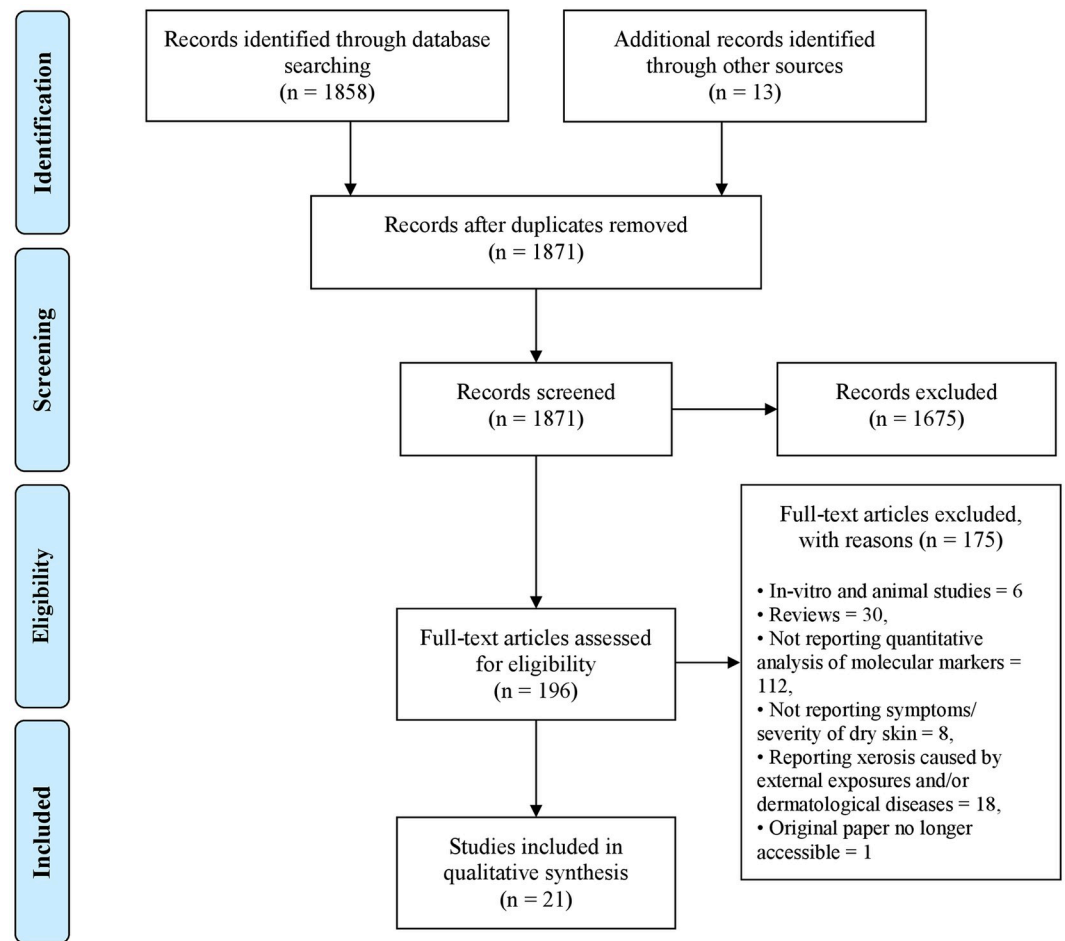 Identification
Records identified through database
searching
(n = 1858)
Additional records identified
through other sources
(n = 13)
Records after duplicates removed
(n = 1871)
Screening
Records screened
(n = 1871)
Records excluded
(n = 1675)
Eligibility
Full-text articles assessed
for eligibility
(n = 196)
Full-text articles excluded,
with reasons (n = 175)
• In-vitro and animal studies = 6
• Reviews = 30,
• Not reporting quantitative
analysis of molecular markers =
112,
• Not reporting symptoms/
severity of dry skin = 8,
• Reporting xerosis caused by
external exposures and/or
dermatological diseases = 18,
• Original paper no longer
accessible = 1
Included
Studies included in
qualitative synthesis
(n = 21)